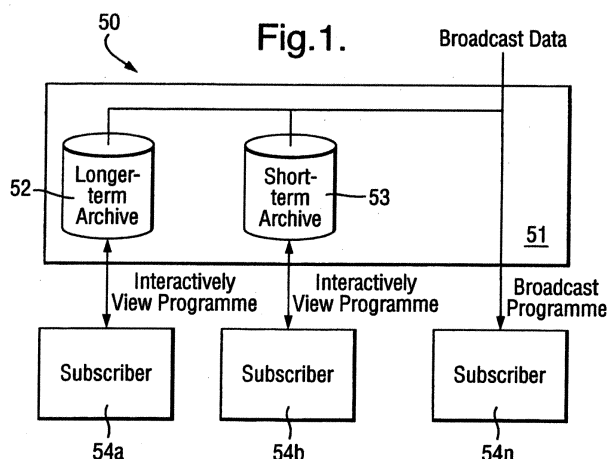 50
Fig.1.
Broadcast Data
Longer-
term
Archive
52
Short-
term
Archive
53
51
Interactively
View Programme
Interactively
View Programme
Broadcast
Programme
Subscriber
Subscriber
Subscriber
54a
54b
54n